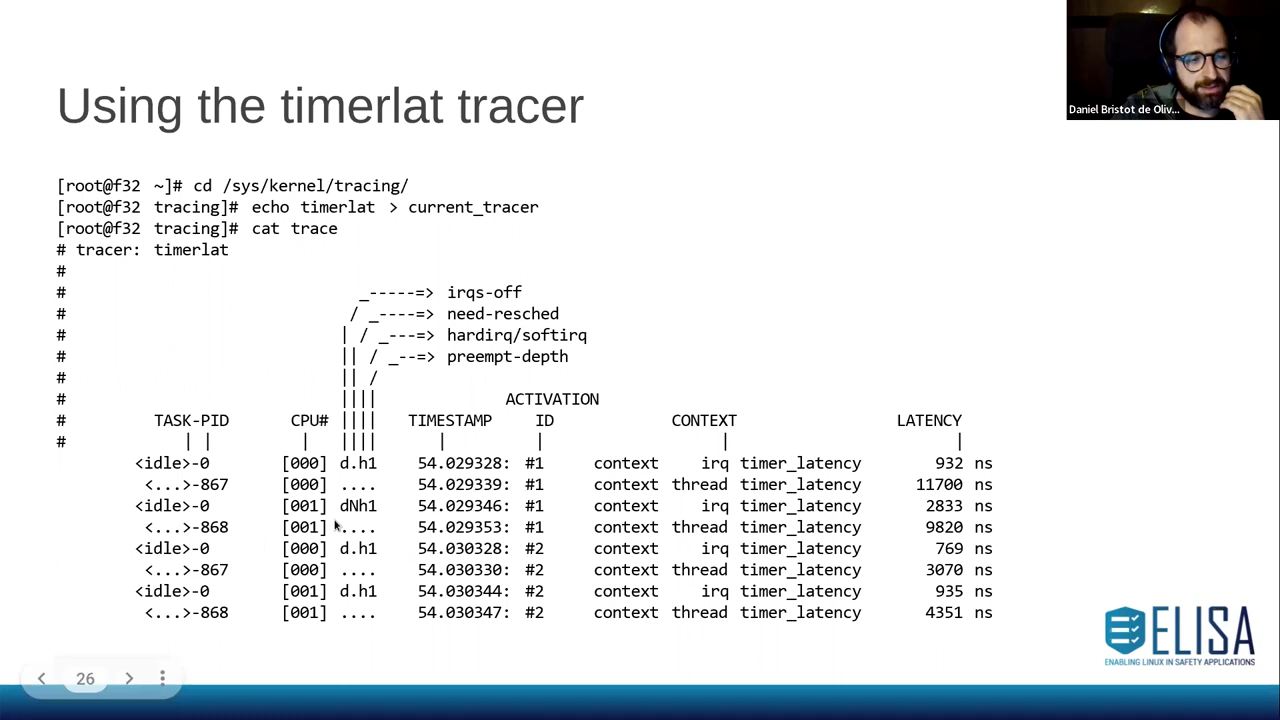 Daniel Bristot de Oliv...
Using the timerlat tracer
[root@f32 ~]# cd /sys/kernel/tracing/
[root@f32 tracing]# echo timerlat > current_tracer
[root@f32 tracing]# cat trace
# tracer: timerlat
#
#                              _-----=> irqs-off
#                             / _----=> need-resched
#                            | / _---=> hardirq/softirq
#                            || / _--=> preempt-depth
#                            || /
#                            ||||             ACTIVATION
#         TASK-PID      CPU# ||||   TIMESTAMP    ID            CONTEXT                LATENCY
#            | |         |   ||||      |         |                  |                       |
        <idle>-0       [000] d.h1    54.029328: #1     context    irq timer_latency       932 ns
         <...>-867     [000] ....    54.029339: #1     context thread timer_latency     11700 ns
        <idle>-0       [001] dNh1    54.029346: #1     context    irq timer_latency      2833 ns
         <...>-868     [001] ....    54.029353: #1     context thread timer_latency      9820 ns
        <idle>-0       [000] d.h1    54.030328: #2     context    irq timer_latency       769 ns
         <...>-867     [000] ....    54.030330: #2     context thread timer_latency      3070 ns
        <idle>-0       [001] d.h1    54.030344: #2     context    irq timer_latency       935 ns
         <...>-868     [001] ....    54.030347: #2     context thread timer_latency      4351 ns
ELISA
ENABLING LINUX IN SAFETY APPLICATIONS
26